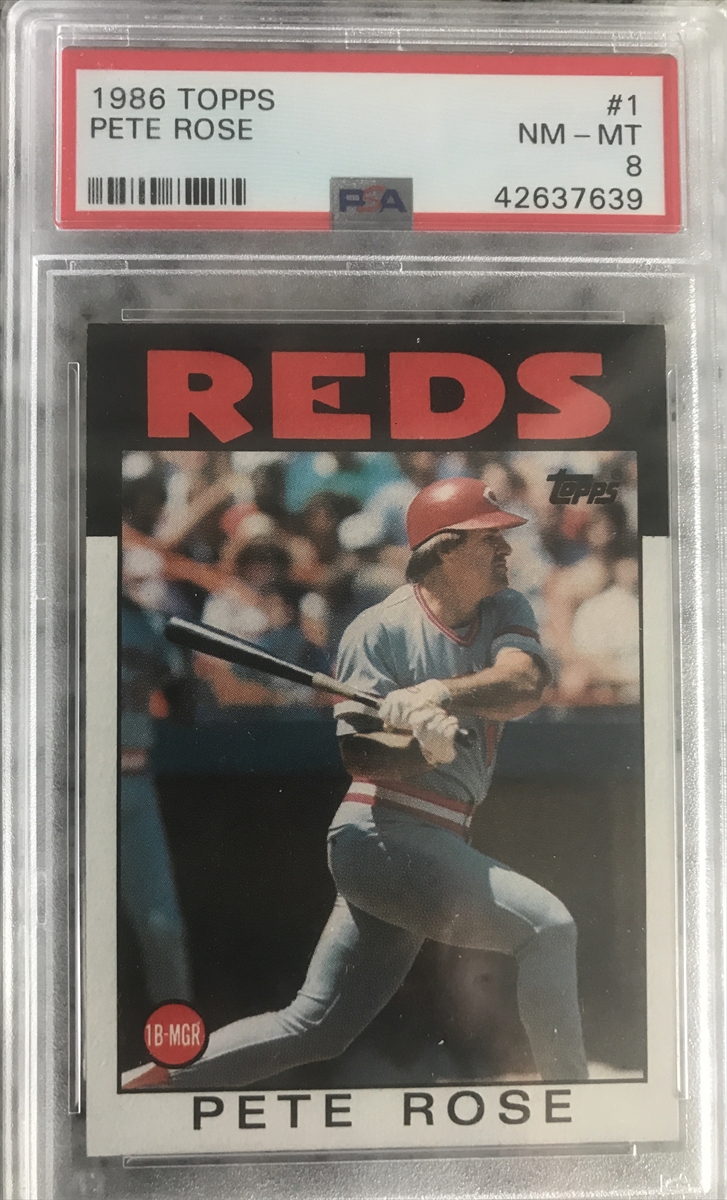 1986 TOPPS
#1
PETE ROSE
NM – MT
8
42637639
PSA
REDS
topps
1B-MGR
PETE ROSE